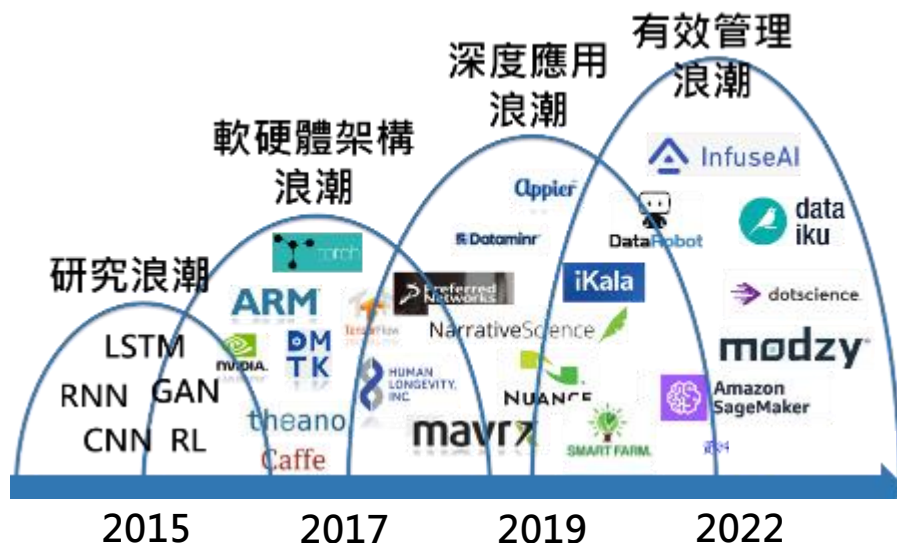 有效管理
浪潮
深度應用
浪潮
軟硬體架構
浪潮
研究浪潮
InfuseAI
Appier
data
iku
DataRobot
Dataminr
torch
iKala
Preferred
Networks
dotscience
ARM
TensorFlow
NarrativeScience
LSTM
NVIDIA.
DM
TK
HUMAN
LONGEVITY,
INC.
modzy
RNN
GAN
NUANCE
Amazon
SageMaker
theano
mavrx
CNN
RL
Caffe
SMART FARM.
2015
2017
2019
2022